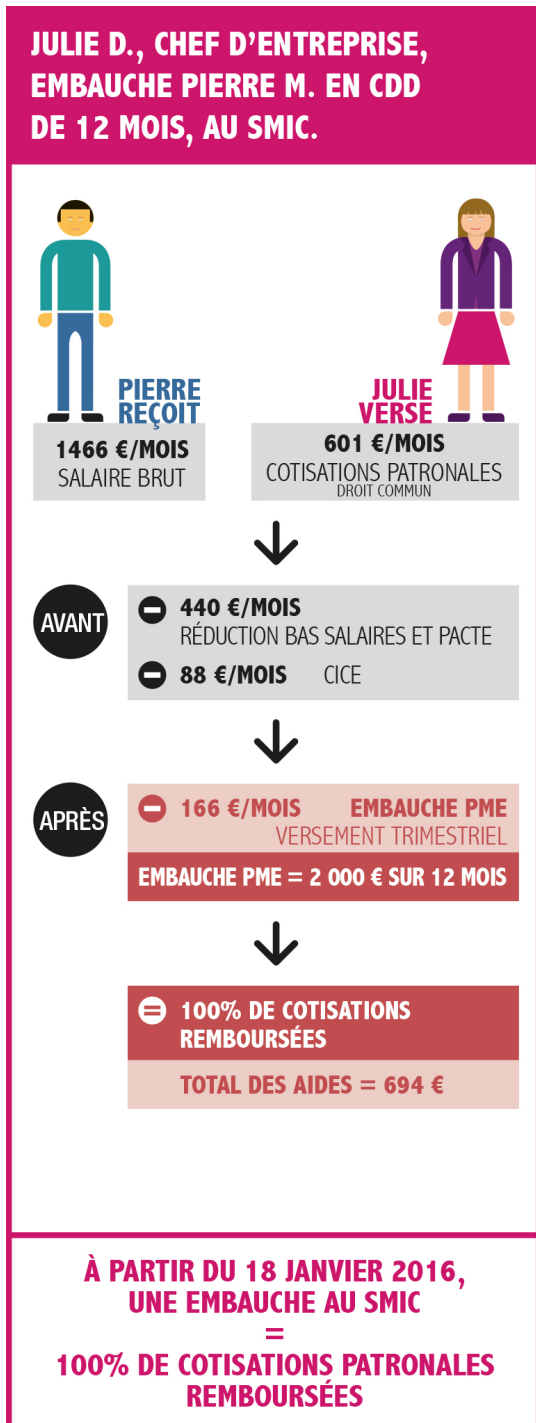 JULIE D., CHEF D'ENTREPRISE,
EMBAUCHE PIERRE M. EN CDD
DE 12 MOIS, AU SMIC.
PIERRE
REÇOIT
1466 €/MOIS
SALAIRE BRUT
JULIE
VERSE
601 €/MOIS
COTISATIONS PATRONALES
DROIT COMMUN
AVANT
440 €/MOIS
RÉDUCTION BAS SALAIRES ET PACTE
88 €/MOIS CICE
APRÈS
166 €/MOIS EMBAUCHE PME
VERSEMENT TRIMESTRIEL
EMBAUCHE PME = 2 000 € SUR 12 MOIS
= 100% DE COTISATIONS
REMBOURSÉES
TOTAL DES AIDES = 694 €
À PARTIR DU 18 JANVIER 2016,
UNE EMBAUCHE AU SMIC
=
100% DE COTISATIONS PATRONALES
REMBOURSÉES